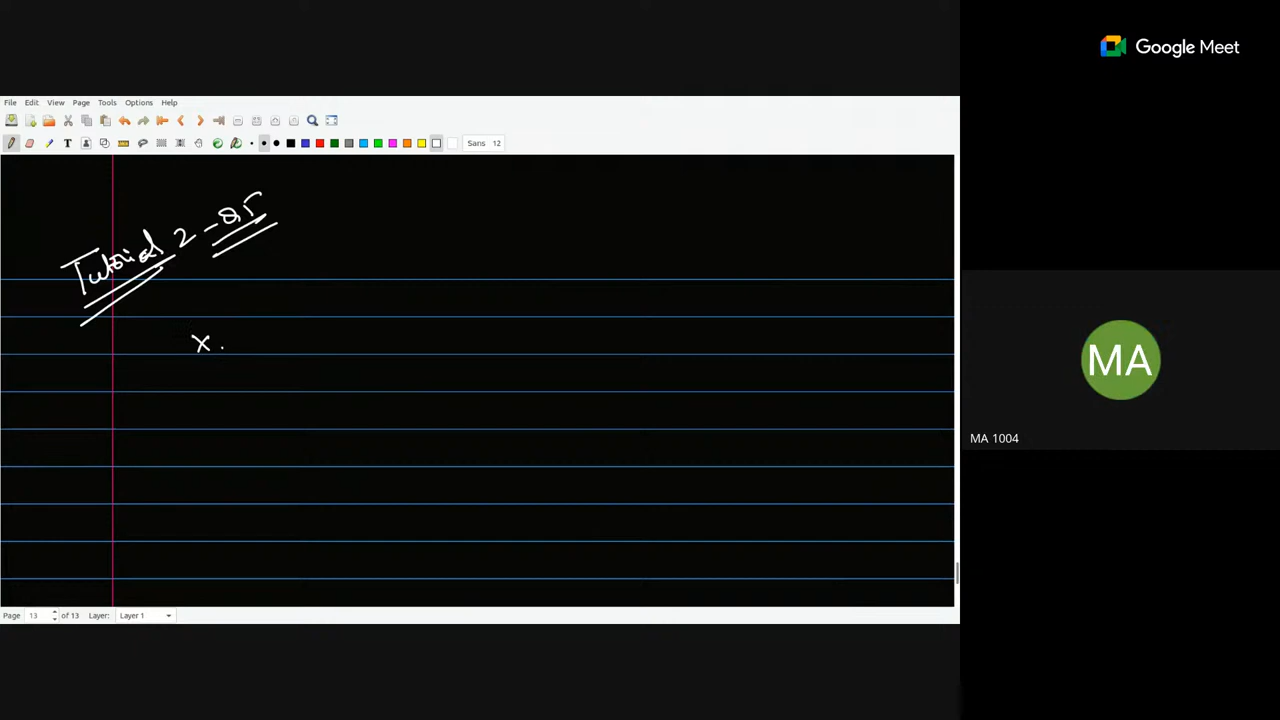 Google Meet
File Edit View Page Tools Options Help
Sans 12
Tutorial 2 - Q5
x.
MA
MA 1004
Page 13 of 13 Layer: Layer 1